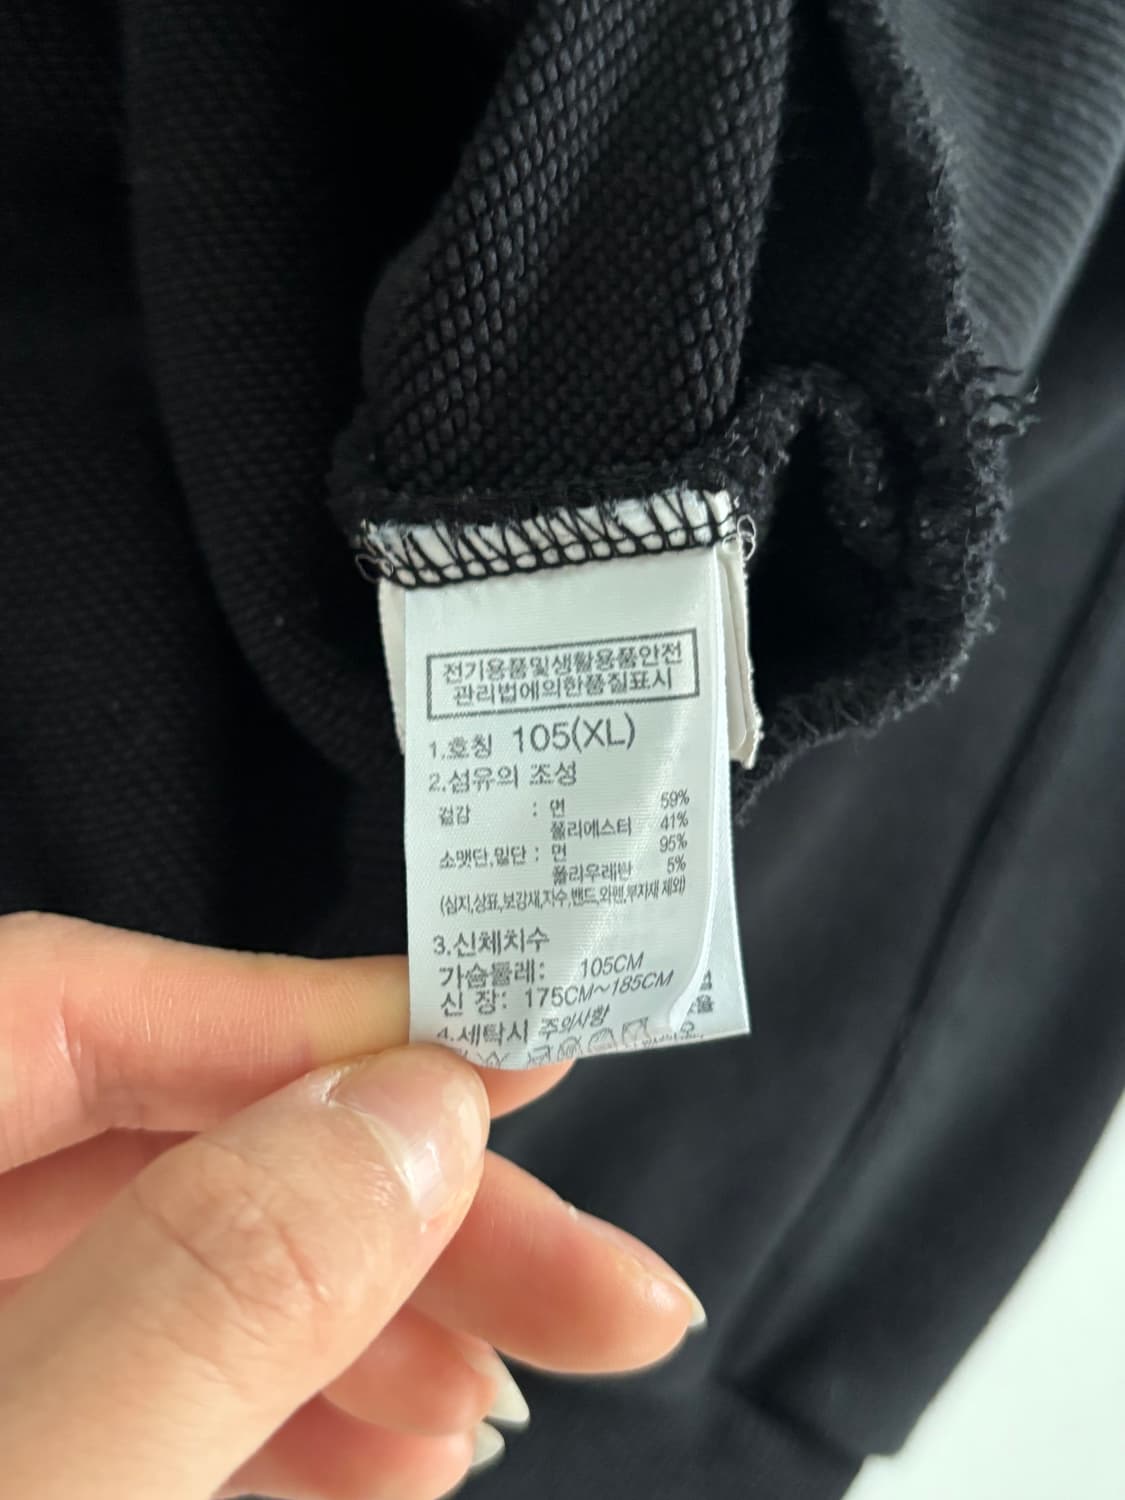 전기용품및생활용품안전
관리법에의한품질표시
1.호칭 105(XL)
2.섬유의 조성
겉감 : 면 59%
폴리에스터 41%
소맷단,밑단 : 면 95%
폴리우레탄 5%
(심지,상표,보강재,자수,밴드,와펜,부자재 제외)
3.신체치수
가슴둘레: 105CM
신 장: 175CM~185CM
4.세탁시 주의사항